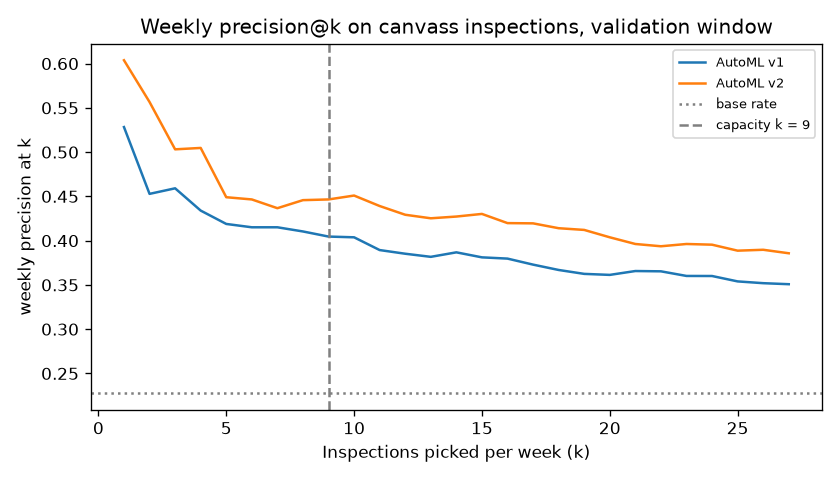 Weekly precision@k on canvass inspections, validation window
weekly precision at k
0.60
0.55
0.50
0.45
0.40
0.35
0.30
0.25
AutoML v1
AutoML v2
base rate
capacity k = 9
0
5
10
15
20
25
Inspections picked per week (k)